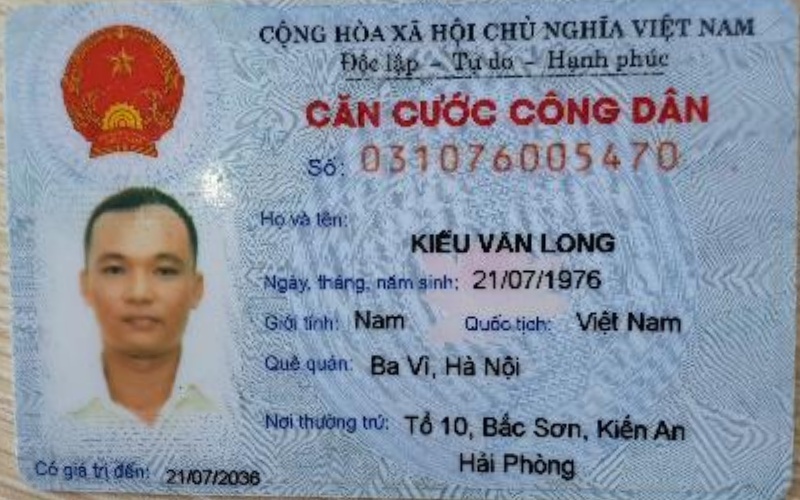 CỘNG HÒA XÃ HỘI CHỦ NGHĨA VIỆT NAM
Độc lập – Tự do – Hạnh phúc
CĂN CƯỚC CÔNG DÂN
Số: 031076005470
Họ và tên:
KIỀU VĂN LONG
Ngày, tháng, năm sinh: 21/07/1976
Giới tính: Nam Quốc tịch: Việt Nam
Quê quán: Ba Vì, Hà Nội
Nơi thường trú: Tổ 10, Bắc Sơn, Kiến An
Hải Phòng
Có giá trị đến: 21/07/2036